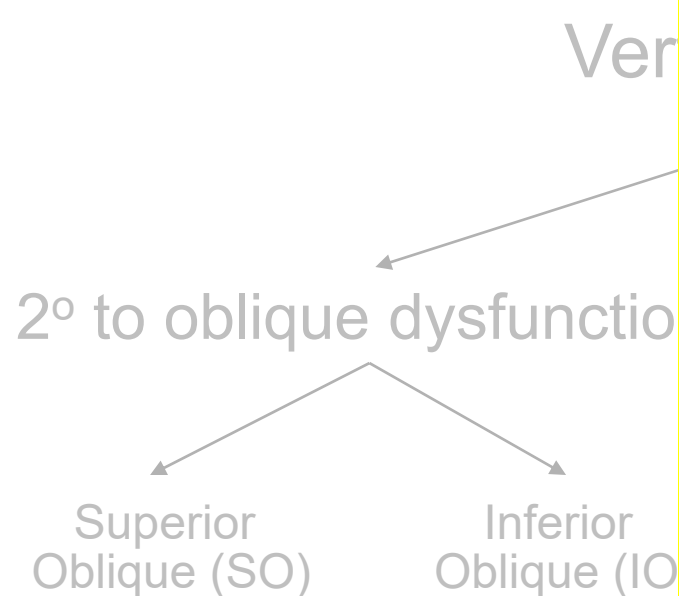 Ver
2º to oblique dysfunctio
Superior Inferior
Oblique (SO) Oblique (IO